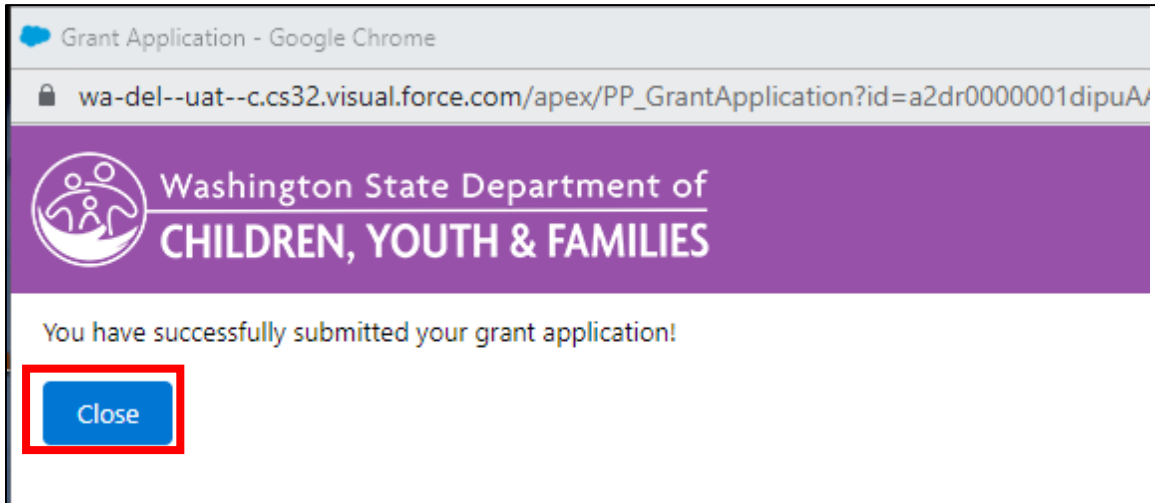 Grant Application - Google Chrome
wa-del--uat--c.cs32.visual.force.com/apex/PP_GrantApplication?id=a2dr0000001dipuAA
Washington State Department of
CHILDREN, YOUTH & FAMILIES
You have successfully submitted your grant application!
Close